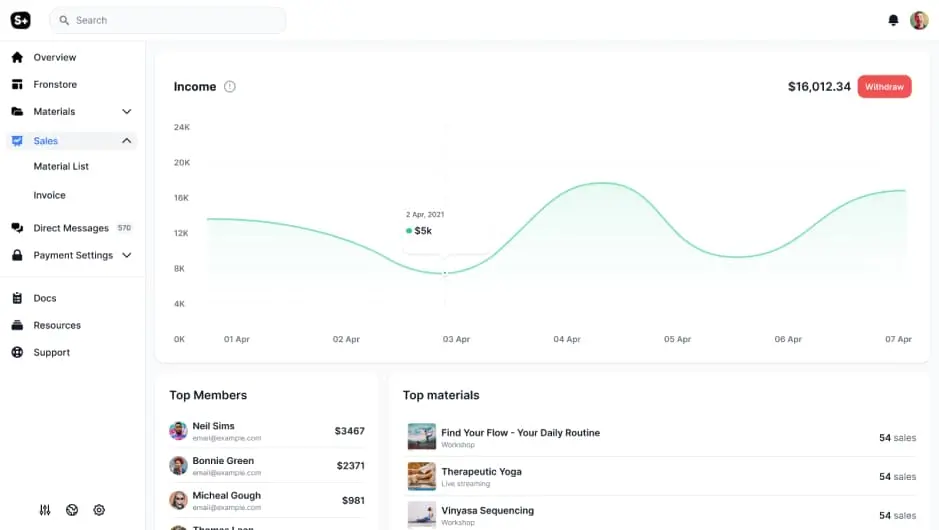 S+
Search
Overview
Fronstore
Materials
Sales
Material List
Invoice
Direct Messages 570
Payment Settings
Docs
Resources
Support
Income
$16,012.34 Withdraw
24K
20K
16K
12K
8K
4K
0K
2 Apr, 2021
$5k
01 Apr 02 Apr 03 Apr 04 Apr 05 Apr 06 Apr 07 Apr
Top Members
Neil Sims
email@example.com
$3467
Bonnie Green
email@example.com
$2371
Micheal Gough
email@example.com
$981
Top materials
Find Your Flow - Your Daily Routine
Workshop
54 sales
Therapeutic Yoga
Live streaming
54 sales
Vinyasa Sequencing
Workshop
54 sales